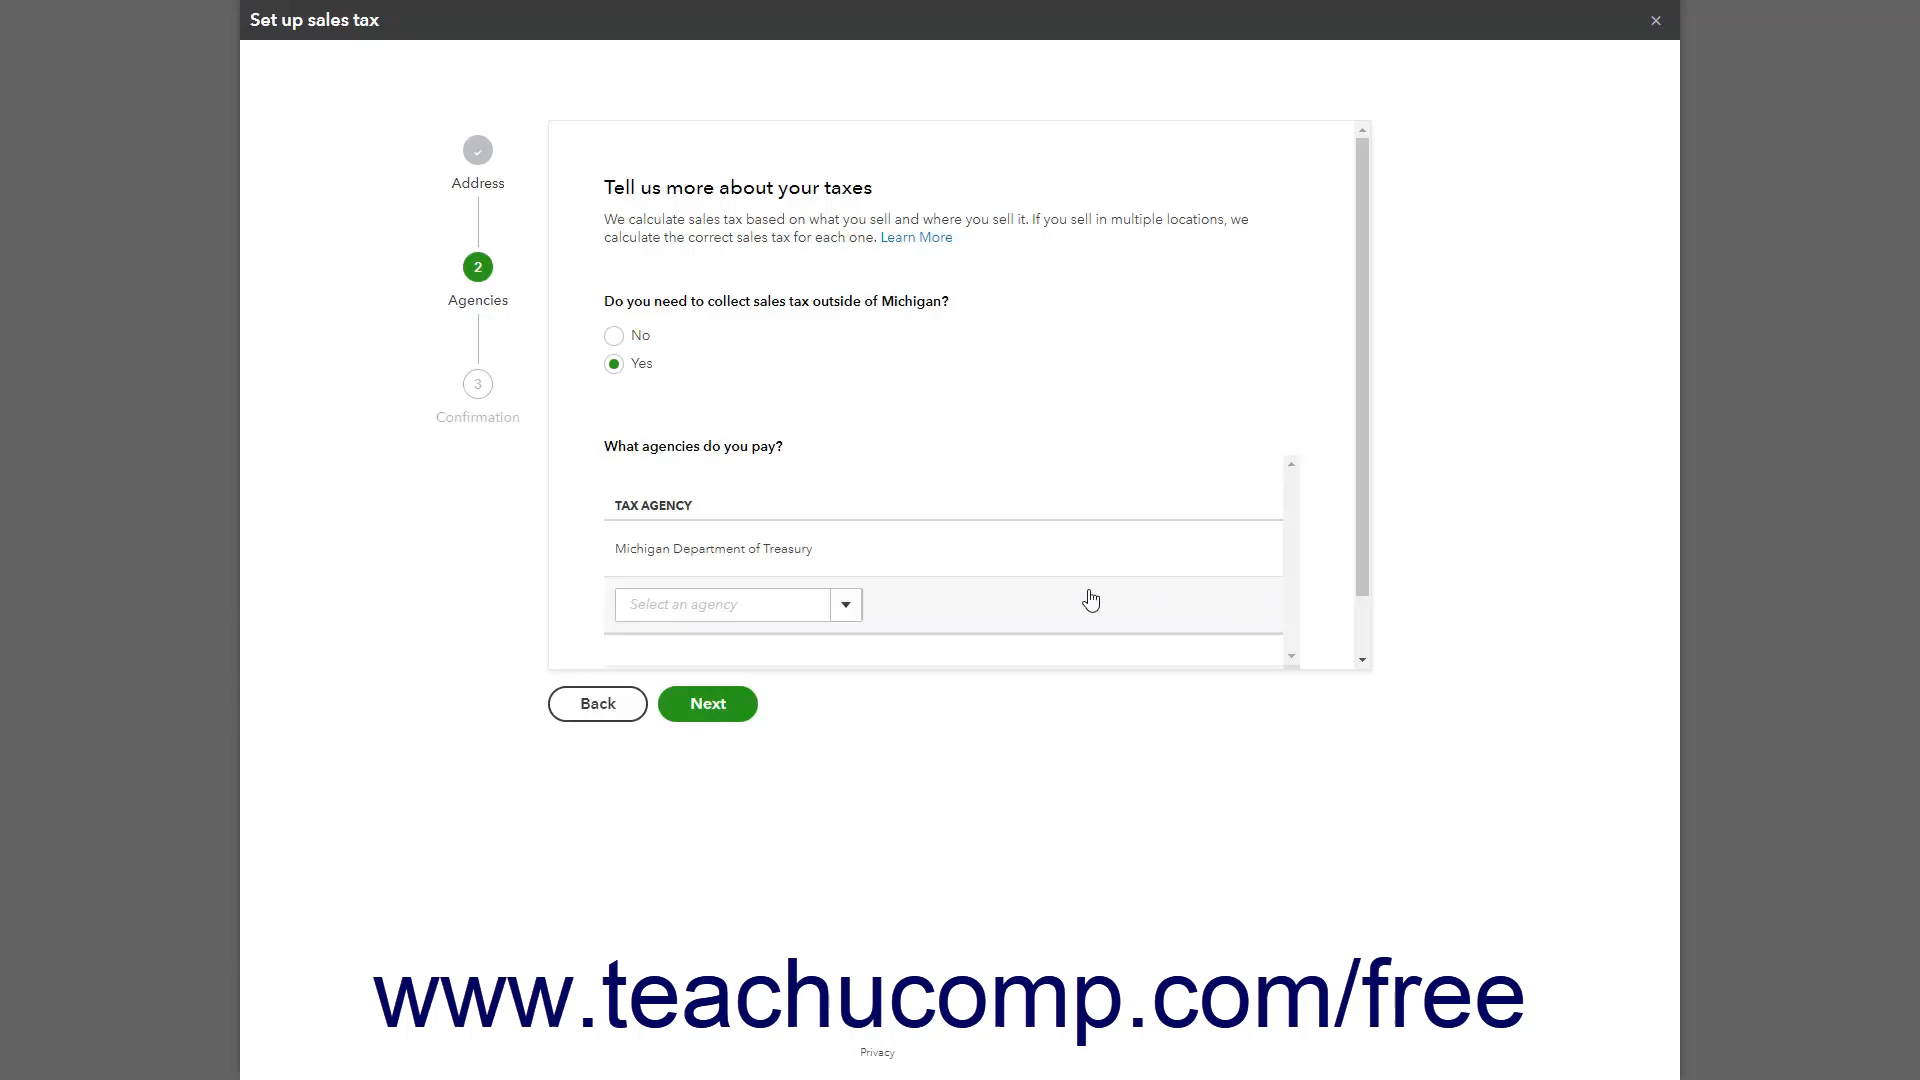 Set up sales tax
Address
2
Agencies
3
Confirmation
Tell us more about your taxes
We calculate sales tax based on what you sell and where you sell it. If you sell in multiple locations, we
calculate the correct sales tax for each one. Learn More
Do you need to collect sales tax outside of Michigan?
No
Yes
What agencies do you pay?
TAX AGENCY
Michigan Department of Treasury
Select an agency
Back
Next
www.teachucomp.com/free
Privacy